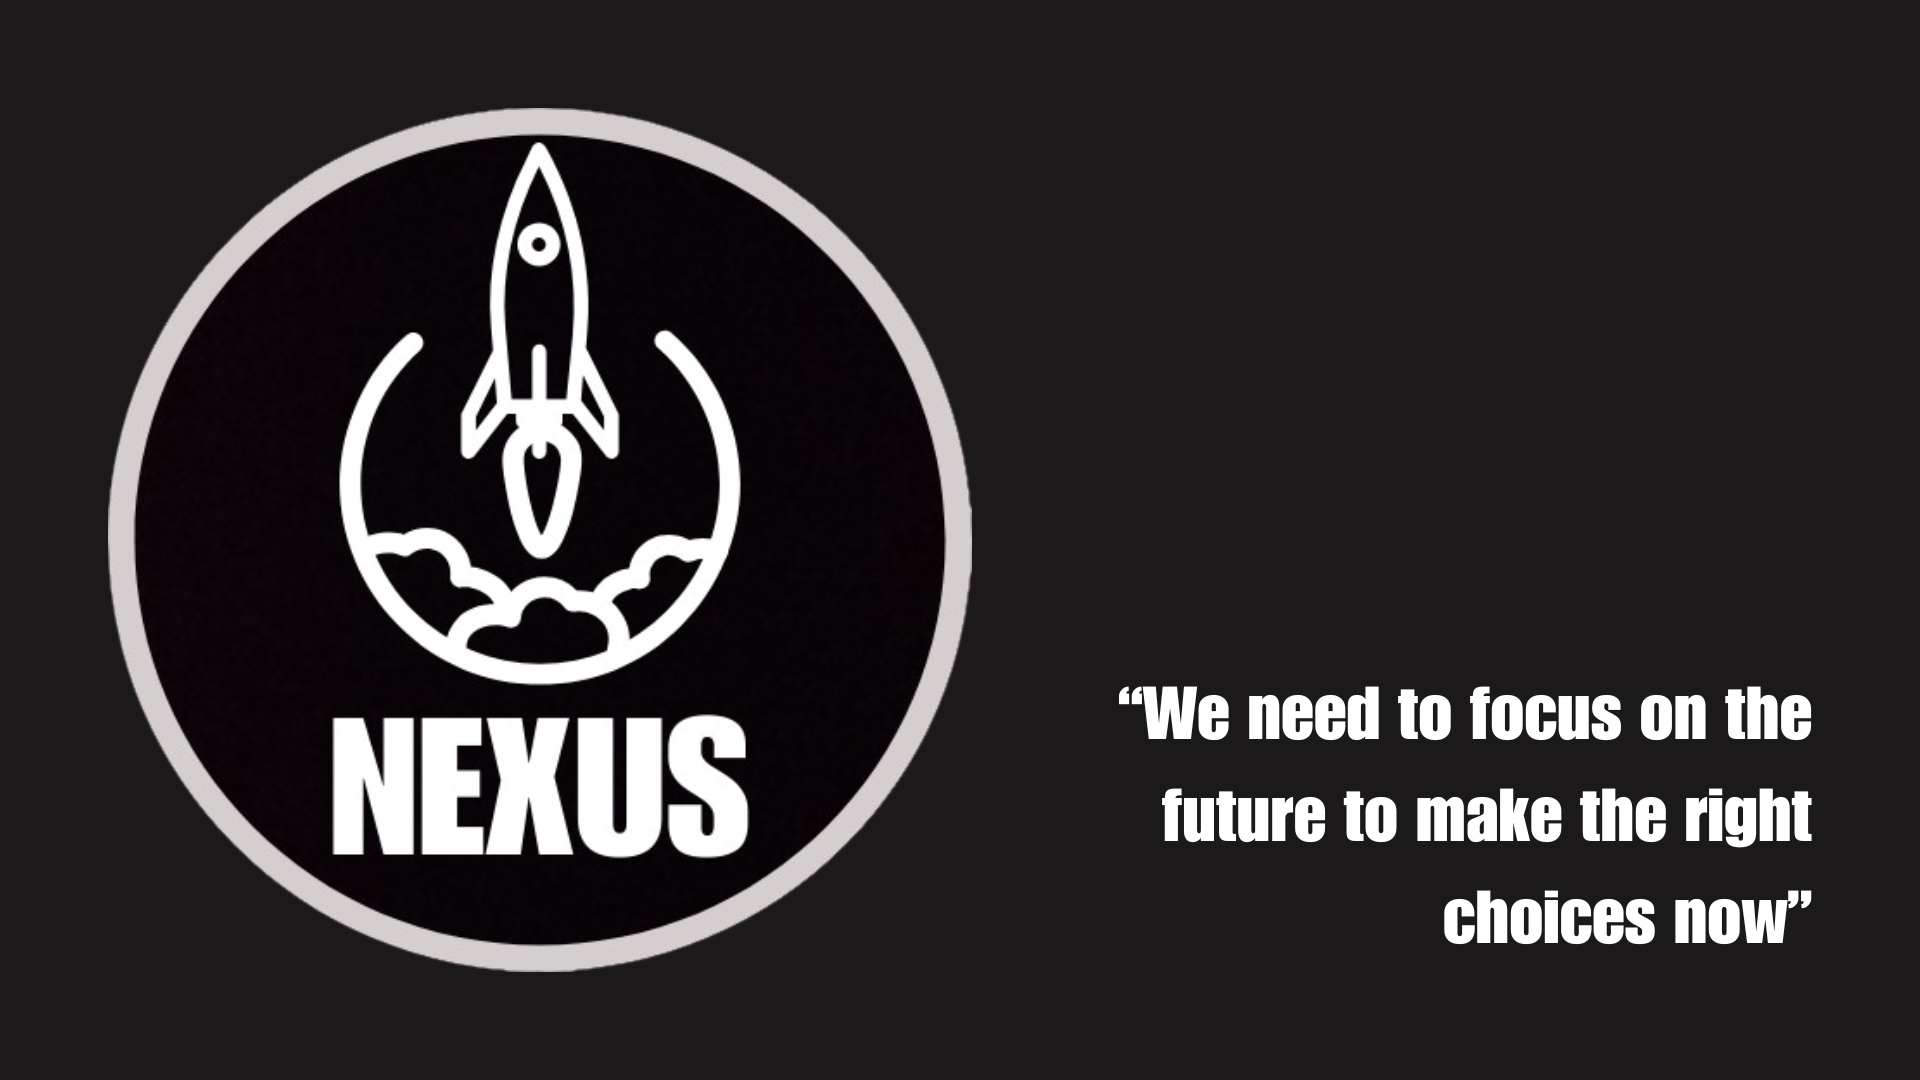 NEXUS
“We need to focus on the
future to make the right
choices now”